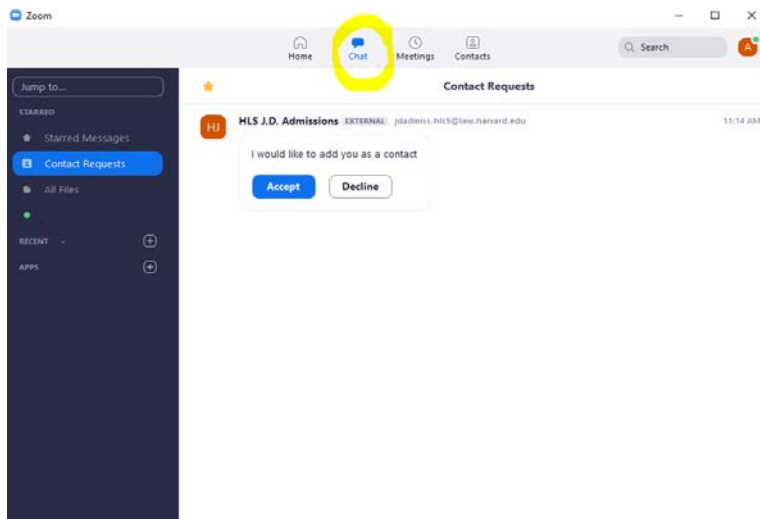 Zoom
Home Chat Meetings Contacts
Search A
Jump to...
Contact Requests
STARRED
Starred Messages
Contact Requests
All Files
RECENT
APPS
HJ HLS J.D. Admissions EXTERNAL jdadmiss-hls5@law.harvard.edu 11:14 AM
I would like to add you as a contact
Accept Decline